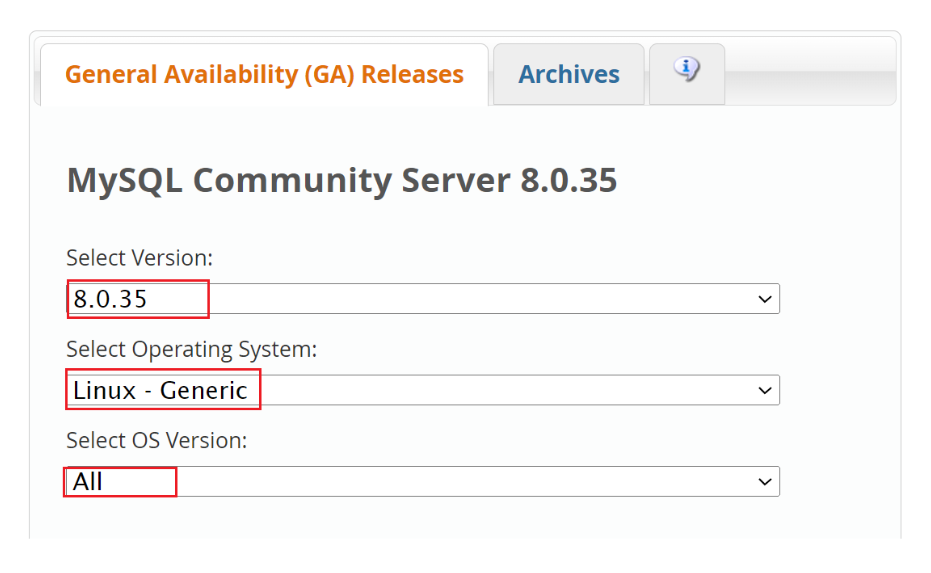 General Availability (GA) Releases Archives
MySQL Community Server 8.0.35
Select Version:
8.0.35
Select Operating System:
Linux - Generic
Select OS Version:
All